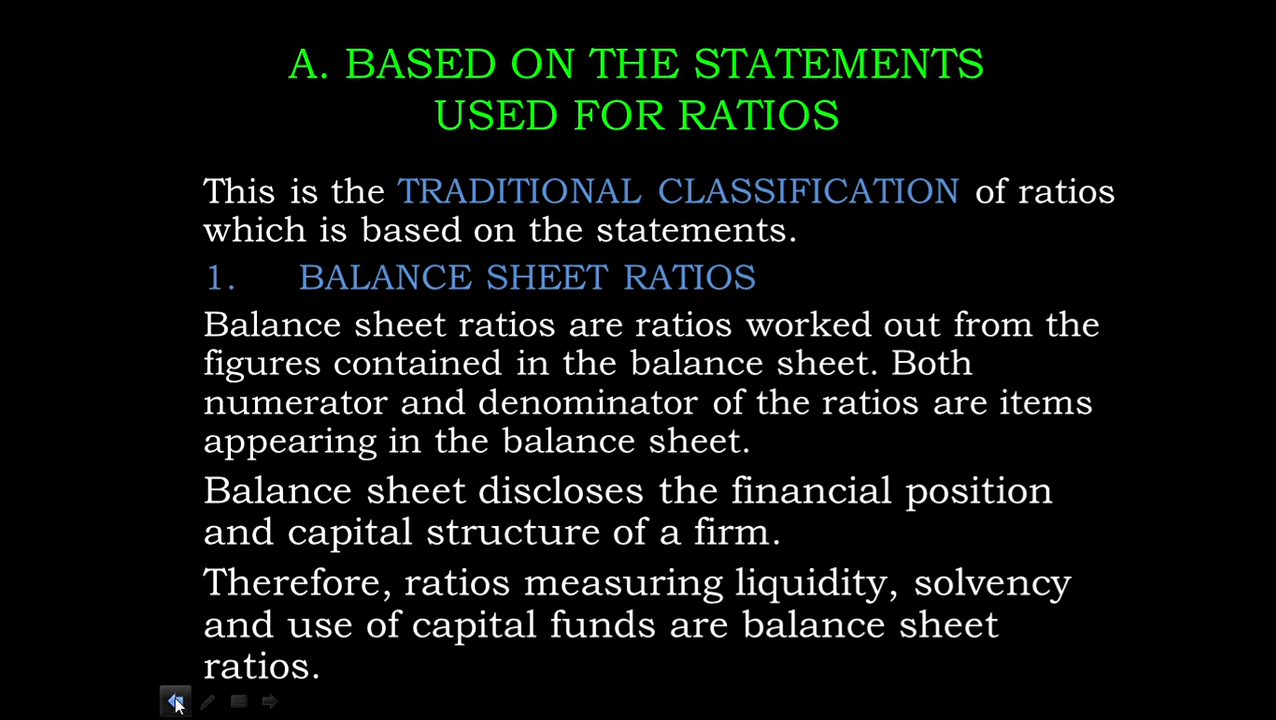 A. BASED ON THE STATEMENTS
USED FOR RATIOS
This is the TRADITIONAL CLASSIFICATION of ratios
which is based on the statements.
1. BALANCE SHEET RATIOS
Balance sheet ratios are ratios worked out from the
figures contained in the balance sheet. Both
numerator and denominator of the ratios are items
appearing in the balance sheet.
Balance sheet discloses the financial position
and capital structure of a firm.
Therefore, ratios measuring liquidity, solvency
and use of capital funds are balance sheet
ratios.